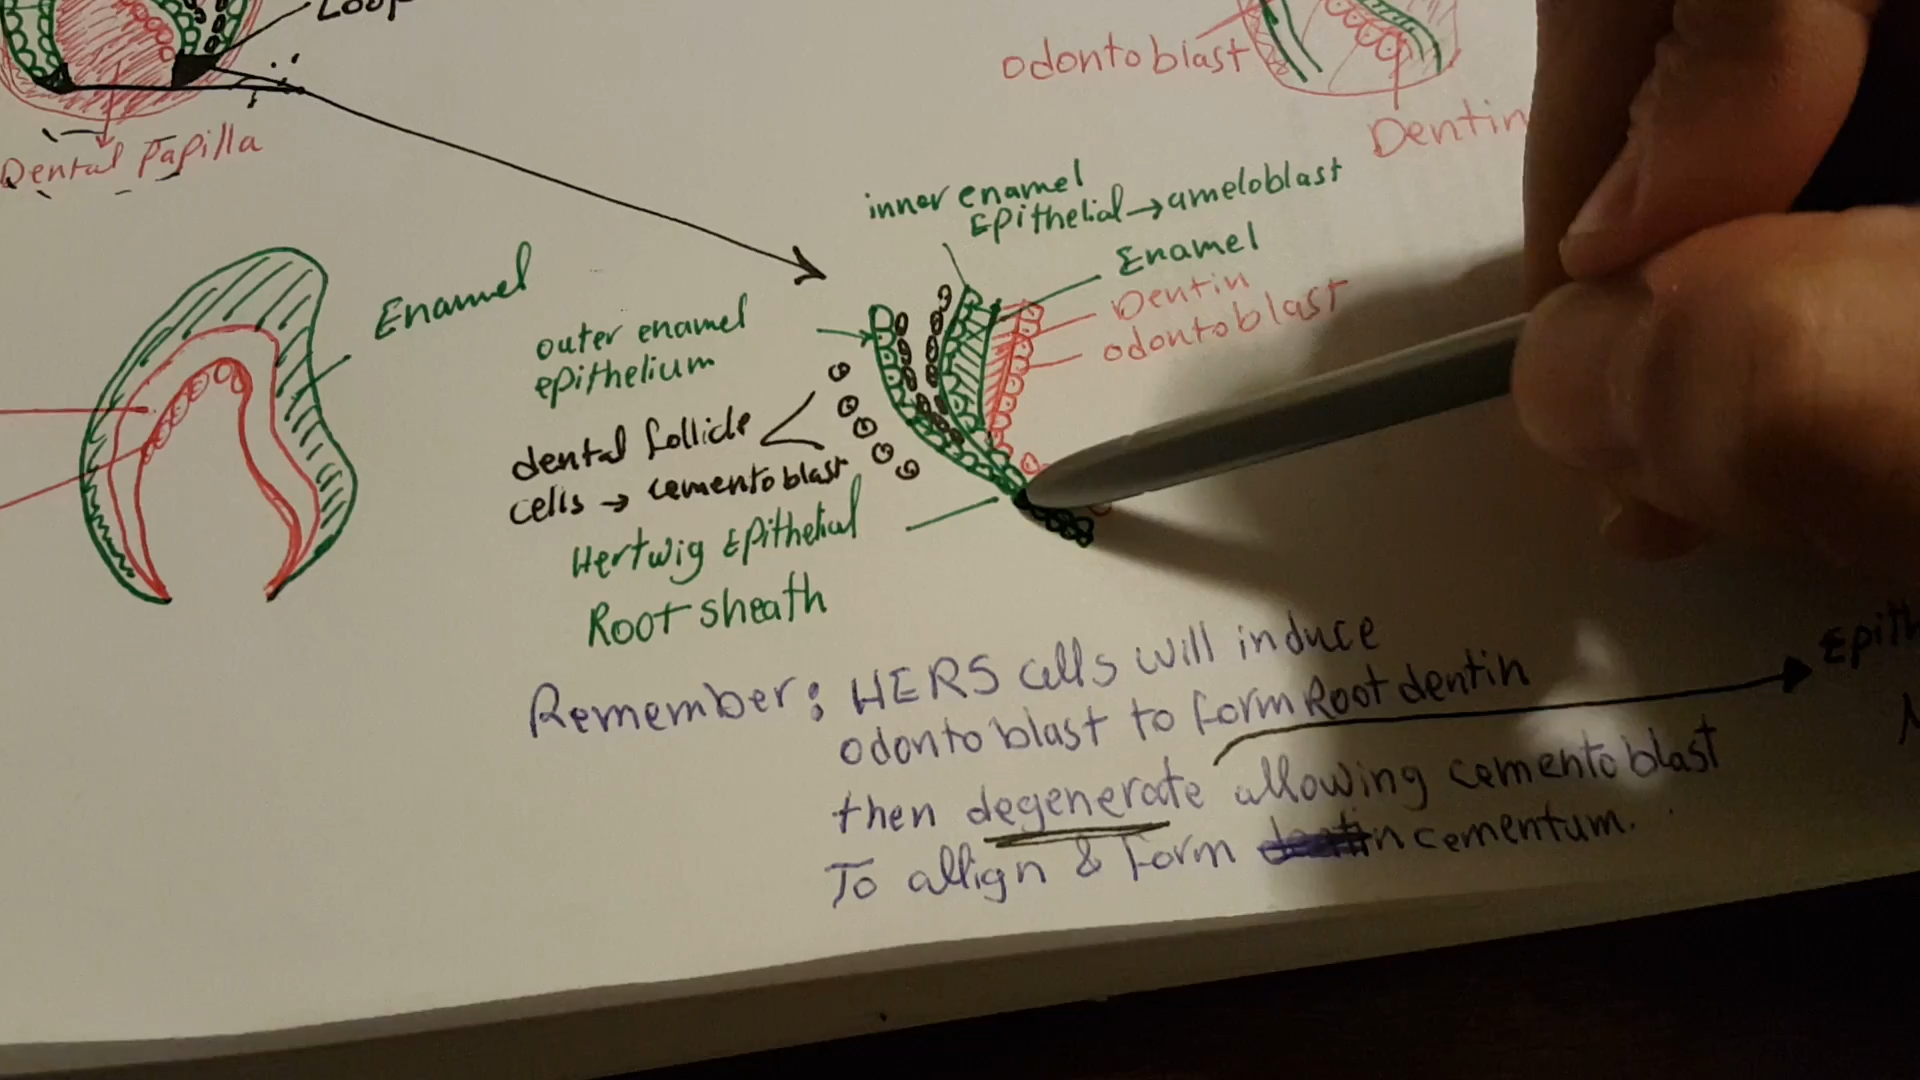 Loop
Dental Papilla
odontoblast
Dentin
inner enamel
Epithelial → ameloblast
Enamel
Dentin
odontoblast
Enamel
outer enamel
epithelium
dental follicle
cells → cementoblast
Hertwig Epithelial
Root sheath
Remember: HERS cells will induce
odontoblast to form Root dentin
then degenerate allowing cementoblast
To allign & Form cementum.
Epith